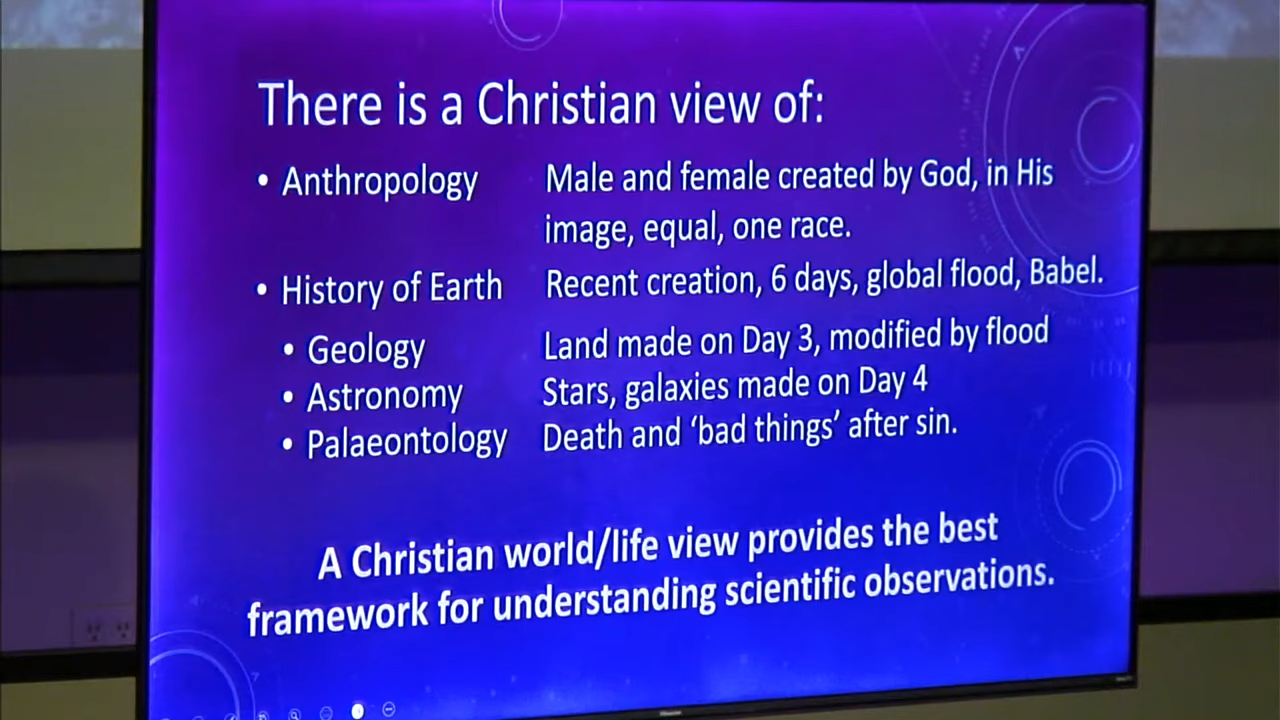 There is a Christian view of:
• Anthropology Male and female created by God, in His
image, equal, one race.
• History of Earth Recent creation, 6 days, global flood, Babel.
• Geology Land made on Day 3, modified by flood
• Astronomy Stars, galaxies made on Day 4
• Palaeontology Death and ‘bad things’ after sin.
A Christian world/life view provides the best
framework for understanding scientific observations.
Hisense